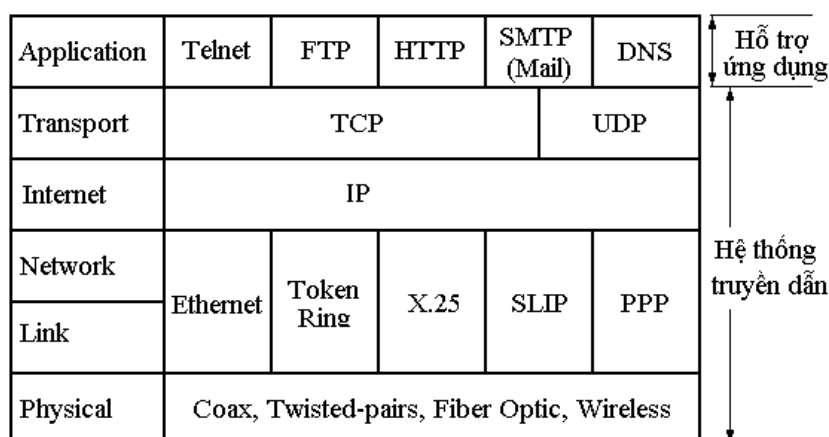 Application
Telnet
FTP
HTTP
SMTP
(Mail)
DNS
Hỗ trợ
ứng dụng
Transport
TCP
UDP
Internet
IP
Network
Link
Ethernet
Token
Ring
X.25
SLIP
PPP
Hệ thống
truyền dẫn
Physical
Coax, Twisted-pairs, Fiber Optic, Wireless